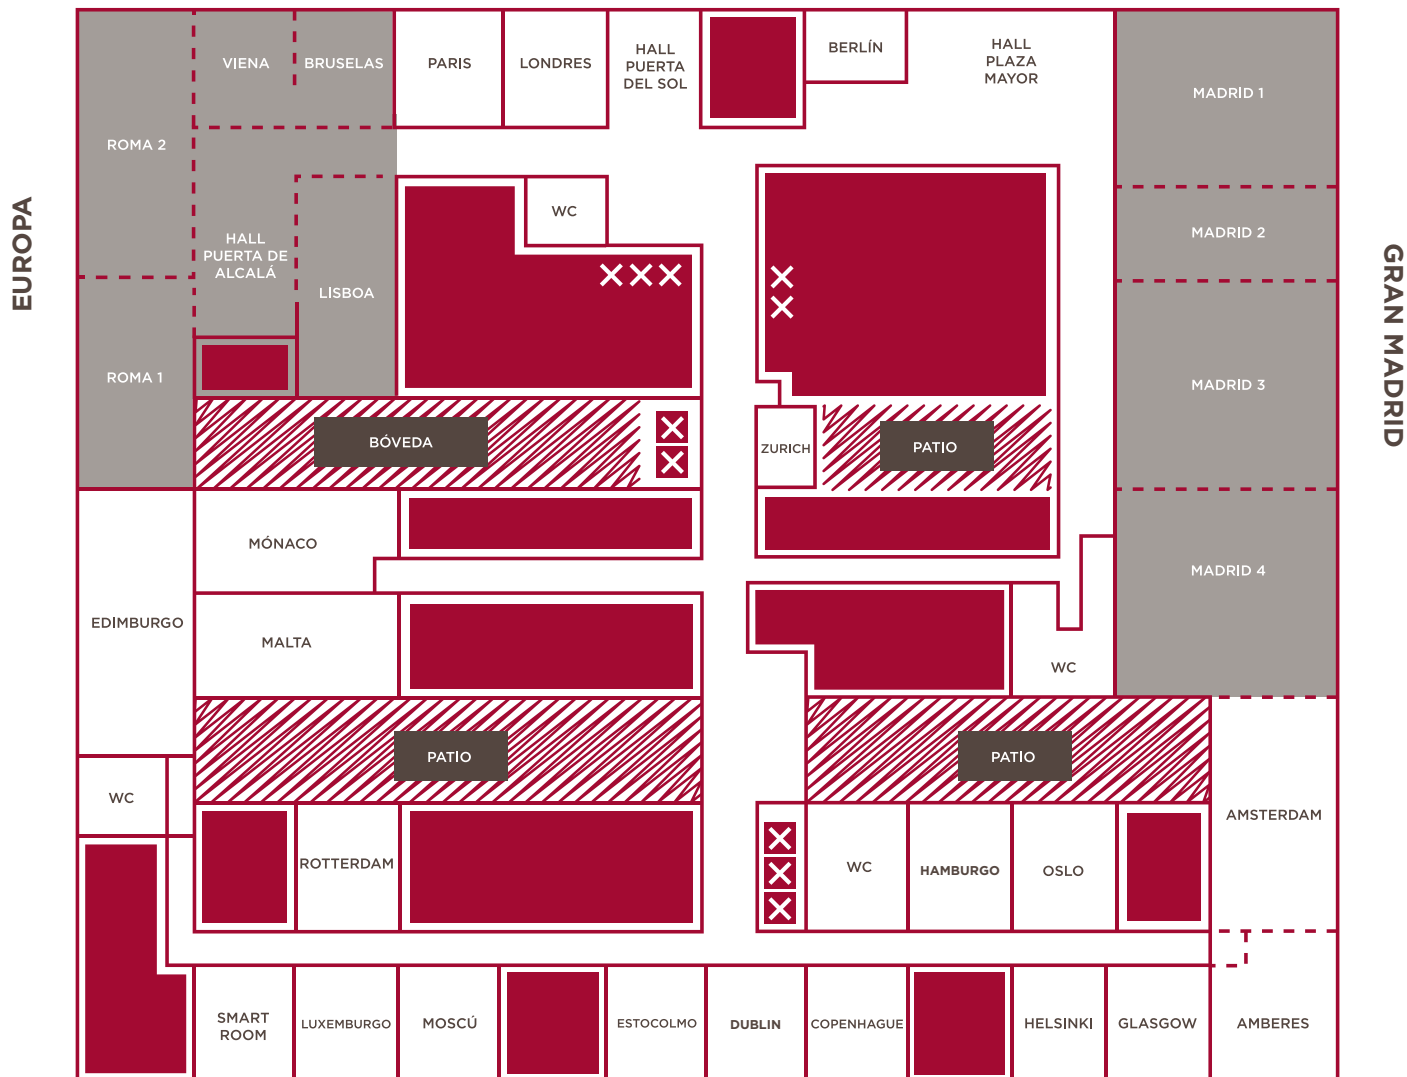 VIENA
BRUSELAS
PARIS
LONDRES
HALL
PUERTA
DEL SOL
BERLÍN
HALL
PLAZA
MAYOR
MADRID 1
ROMA 2
WC
MADRID 2
EUROPA
HALL
PUERTA DE
ALCALÁ
LISBOA
GRAN MADRID
ROMA 1
MADRID 3
BÓVEDA
ZURICH
PATIO
MÓNACO
MADRID 4
EDIMBURGO
MALTA
WC
PATIO
PATIO
WC
AMSTERDAM
ROTTERDAM
WC
HAMBURGO
OSLO
SMART
ROOM
LUXEMBURGO
MOSCÚ
ESTOCOLMO
DUBLIN
COPENHAGUE
HELSINKI
GLASGOW
AMBERES